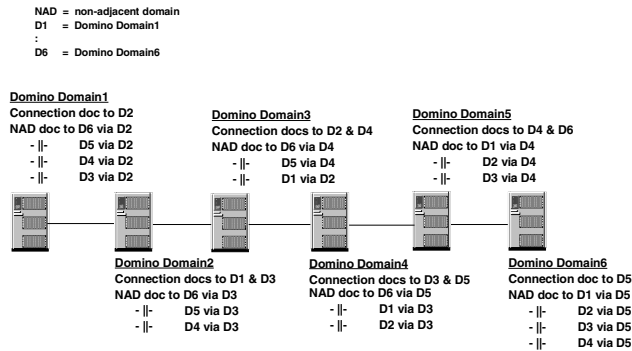 NAD = non-adjacent domain
D1 = Domino Domain1
:
D6 = Domino Domain6
Domino Domain1
Connection doc to D2
NAD doc to D6 via D2
- ||- D5 via D2
- ||- D4 via D2
- ||- D3 via D2
Domino Domain3
Connection docs to D2 & D4
NAD doc to D6 via D4
- ||- D5 via D4
- ||- D1 via D2
Domino Domain5
Connection docs to D4 & D6
NAD doc to D1 via D4
- ||- D2 via D4
- ||- D3 via D4
Domino Domain2
Connection docs to D1 & D3
NAD doc to D6 via D3
- ||- D5 via D3
- ||- D4 via D3
Domino Domain4
Connection docs to D3 & D5
NAD doc to D6 via D5
- ||- D1 via D3
- ||- D2 via D3
Domino Domain6
Connection doc to D5
NAD doc to D1 via D5
- ||- D2 via D5
- ||- D3 via D5
- ||- D4 via D5